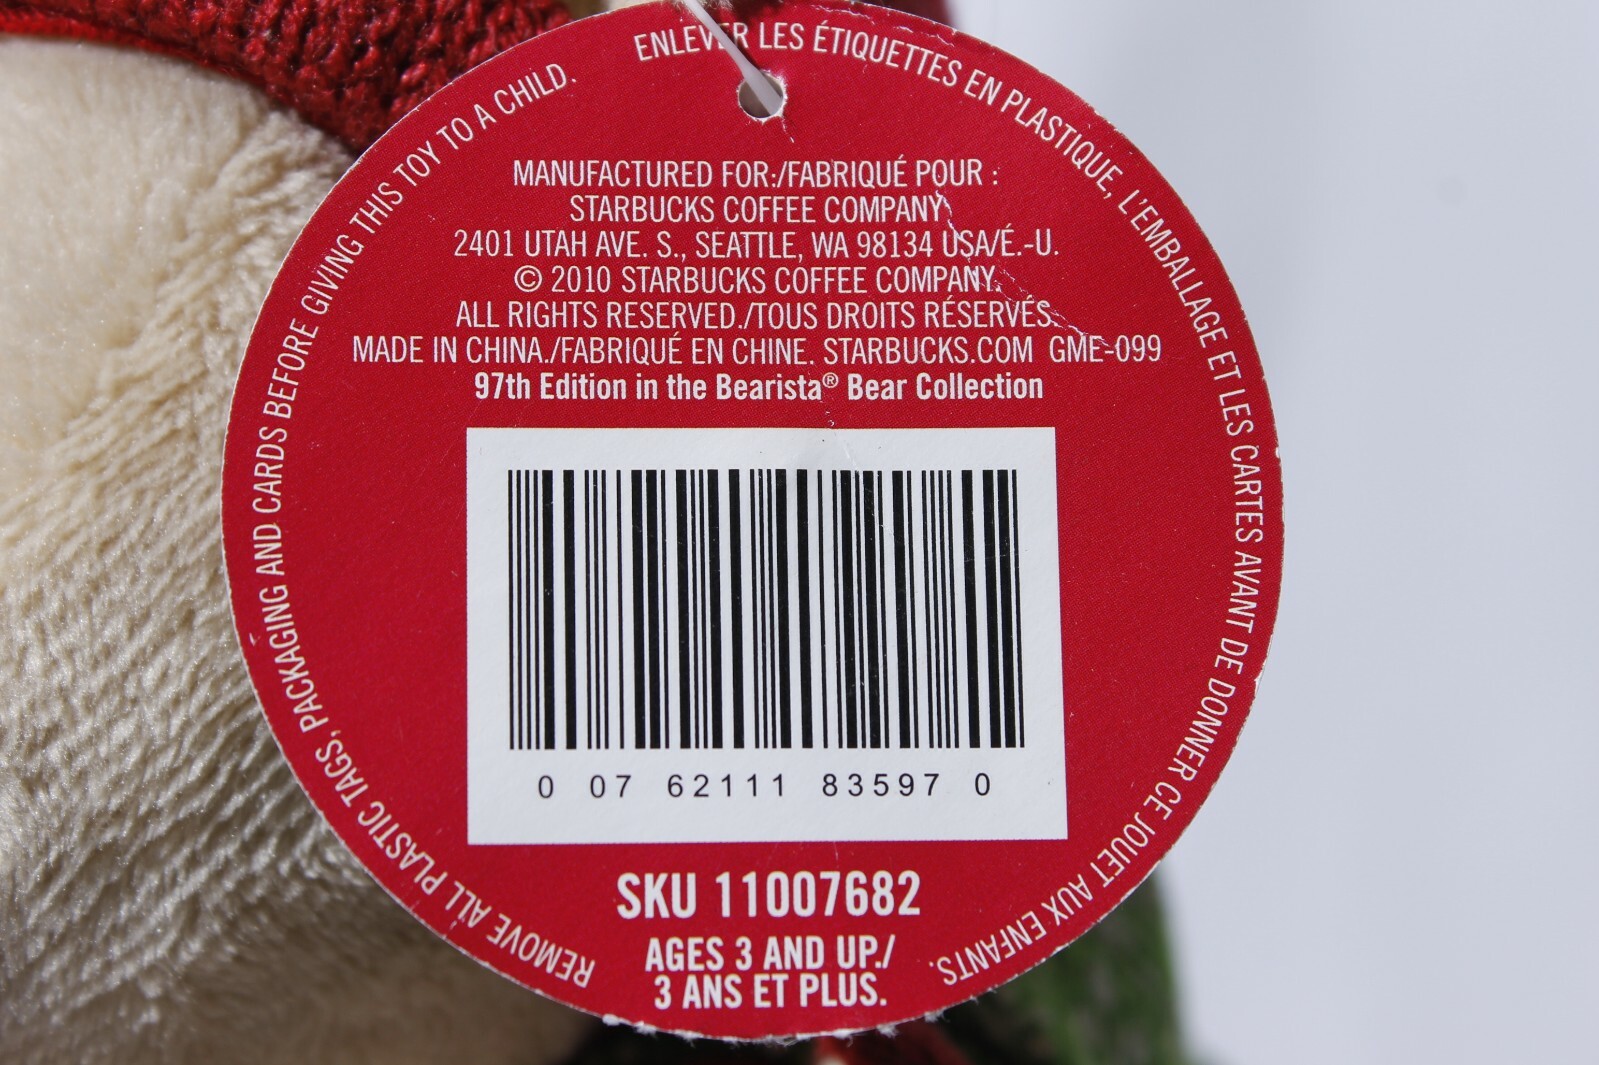 REMOVE ALL PLASTIC TAGS, PACKAGING AND CARDS BEFORE GIVING THIS TOY TO A CHILD.
ENLEVER LES ÉTIQUETTES EN PLASTIQUE, L'EMBALLAGE ET LES CARTES AVANT DE DONNER CE JOUET AUX ENFANTS.
MANUFACTURED FOR:/FABRIQUÉ POUR :
STARBUCKS COFFEE COMPANY
2401 UTAH AVE. S., SEATTLE, WA 98134 USA/É.-U.
© 2010 STARBUCKS COFFEE COMPANY.
ALL RIGHTS RESERVED./TOUS DROITS RÉSERVÉS.
MADE IN CHINA./FABRIQUÉ EN CHINE. STARBUCKS.COM GME-099
97th Edition in the Bearista® Bear Collection
0 07 62111 83597 0
SKU 11007682
AGES 3 AND UP./
3 ANS ET PLUS.